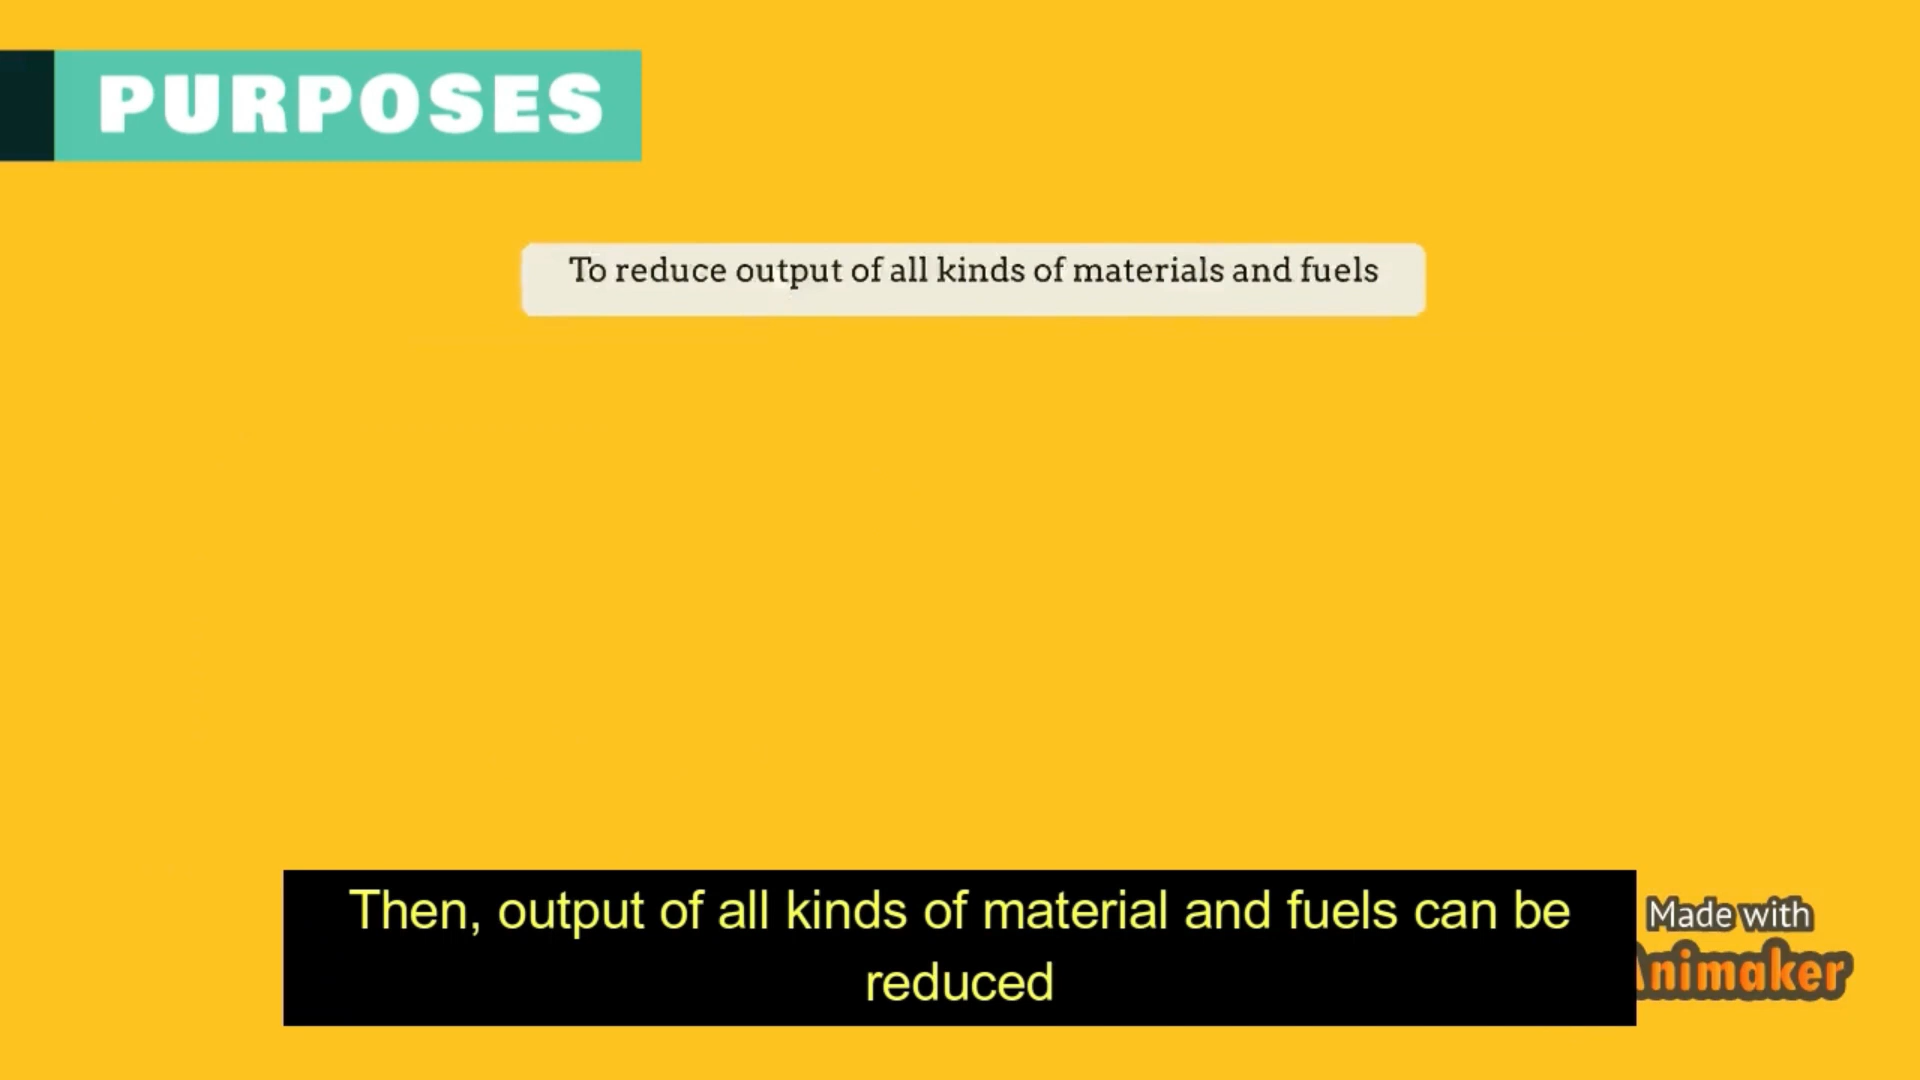 PURPOSES
To reduce output of all kinds of materials and fuels
Then, output of all kinds of material and fuels can be
reduced
Made with
Animaker